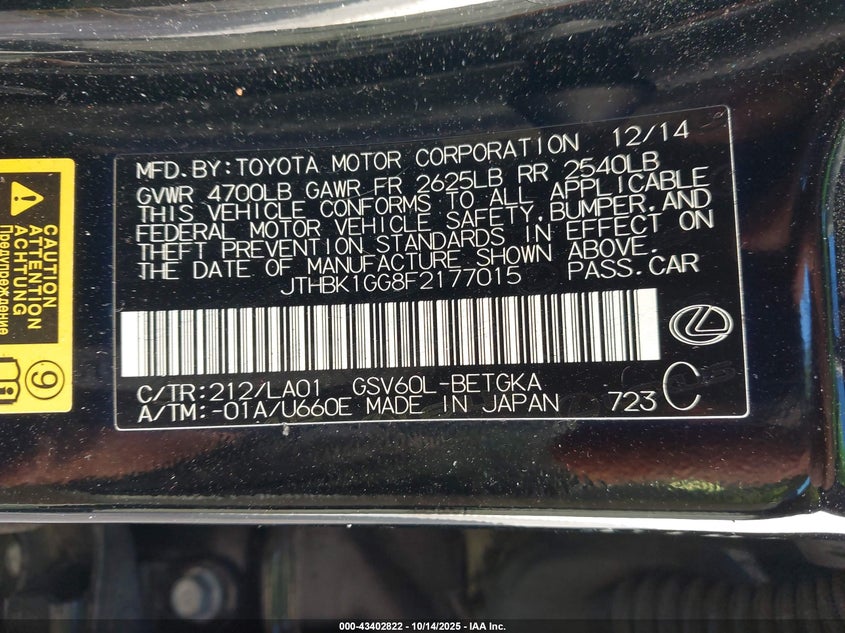 MFD.BY:TOYOTA MOTOR CORPORATION 12/14
GVWR 4700LB GAWR FR 2625LB RR 2540LB
THIS VEHICLE CONFORMS TO ALL APPLICABLE
FEDERAL MOTOR VEHICLE SAFETY,BUMPER,AND
THEFT PREVENTION STANDARDS IN EFFECT ON
THE DATE OF MANUFACTURE SHOWN ABOVE.
JTHBK1GG8F2177015 PASS.CAR
C/TR:212/LA01 GSV60L-BETGKA
A/TM:-01A/U660E MADE IN JAPAN 723 C
CAUTION
ATTENTION
ACHTUNG
Предупреждение
9
000-43402822 - 10/14/2025 - IAA Inc.